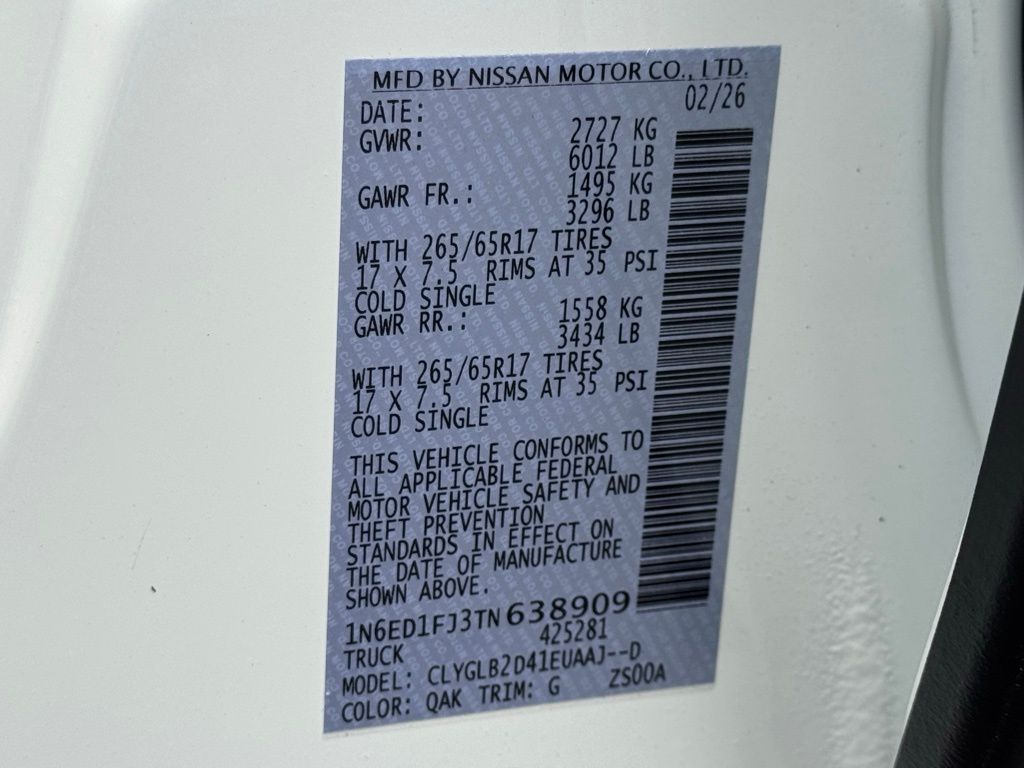 MFD BY NISSAN MOTOR CO., LTD.
DATE: 02/26
GVWR: 2727 KG
6012 LB
GAWR FR.: 1495 KG
3296 LB
WITH 265/65R17 TIRES
17 X 7.5 RIMS AT 35 PSI
COLD SINGLE
GAWR RR.: 1558 KG
3434 LB
WITH 265/65R17 TIRES
17 X 7.5 RIMS AT 35 PSI
COLD SINGLE
THIS VEHICLE CONFORMS TO
ALL APPLICABLE FEDERAL
MOTOR VEHICLE SAFETY AND
THEFT PREVENTION
STANDARDS IN EFFECT ON
THE DATE OF MANUFACTURE
SHOWN ABOVE.
1N6ED1FJ3TN638909
TRUCK 425281
MODEL: CLYGLB2D41EUAAJ--D
COLOR: QAK TRIM: G ZS00A